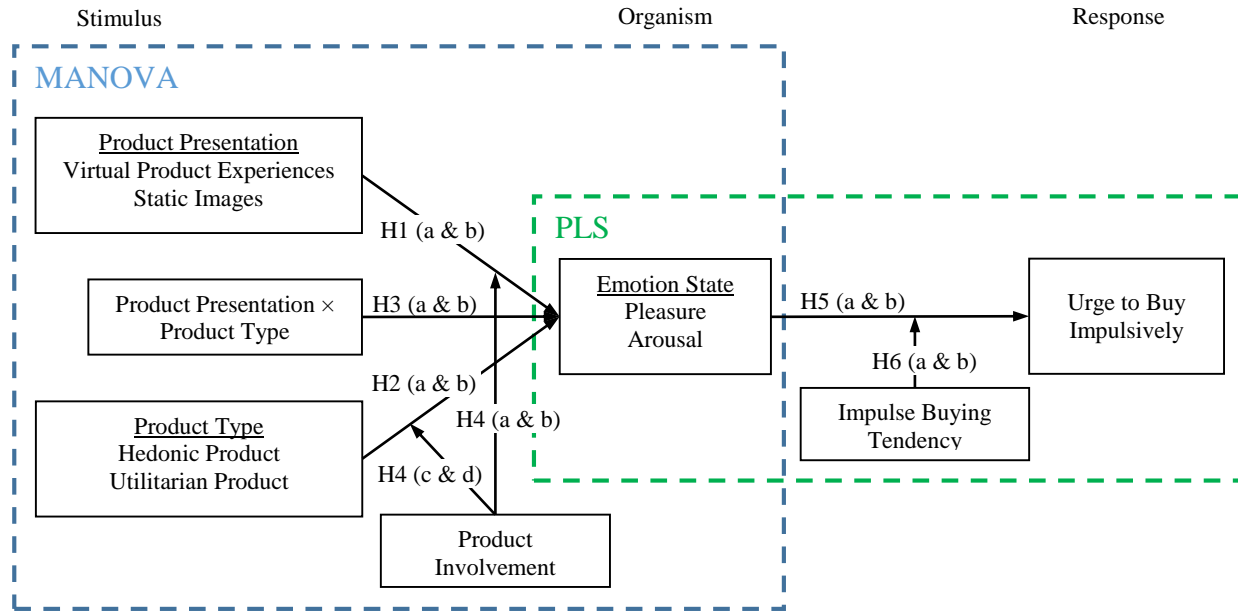 Stimulus
Organism
Response
MANOVA
Product Presentation
Virtual Product Experiences
Static Images
H1 (a & b)
PLS
Product Presentation ×
Product Type
H3 (a & b)
Emotion State
Pleasure
Arousal
H5 (a & b)
Urge to Buy
Impulsively
H6 (a & b)
H2 (a & b)
Product Type
Hedonic Product
Utilitarian Product
H4 (a & b)
Impulse Buying
Tendency
H4 (c & d)
Product
Involvement